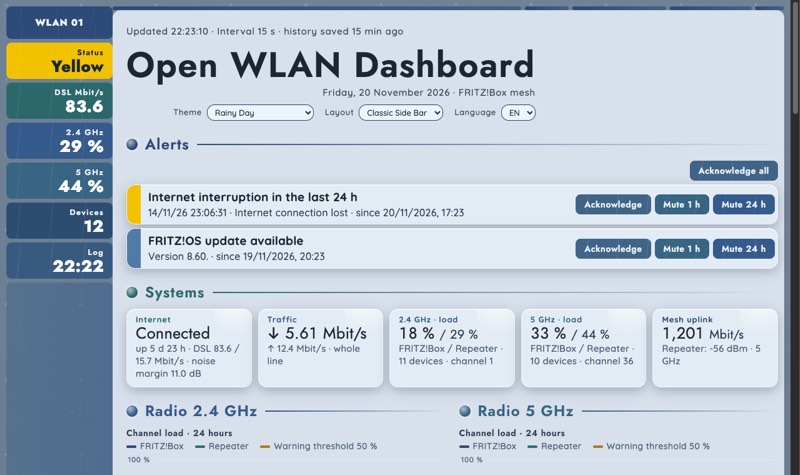 WLAN 01
Status
Yellow
DSL Mbit/s
83.6
2.4 GHz
29 %
5 GHz
44 %
Devices
12
Log
22:22
Updated 22:23:10 · Interval 15 s · history saved 15 min ago
Open WLAN Dashboard
Friday, 20 November 2026 · FRITZ!Box mesh
Theme Rainy Day Layout Classic Side Bar Language EN
Alerts
Acknowledge all
Internet interruption in the last 24 h
14/11/26 23:06:31 · Internet connection lost · since 20/11/2026, 17:23
Acknowledge Mute 1 h Mute 24 h
FRITZ!OS update available
Version 8.60. · since 19/11/2026, 20:23
Acknowledge Mute 1 h Mute 24 h
Systems
Internet
Connected
up 5 d 23 h · DSL 83.6 /
15.7 Mbit/s · noise
margin 11.0 dB
Traffic
↓ 5.61 Mbit/s
↑ 12.4 Mbit/s · whole
line
2.4 GHz · load
18 % / 29 %
FRITZ!Box / Repeater ·
11 devices · channel 1
5 GHz · load
33 % / 44 %
FRITZ!Box / Repeater ·
10 devices · channel 36
Mesh uplink
1,201 Mbit/s
Repeater: -56 dBm · 5
GHz
Radio 2.4 GHz
Channel load · 24 hours
FRITZ!Box Repeater Warning threshold 50 %
100 %
Radio 5 GHz
Channel load · 24 hours
FRITZ!Box Repeater Warning threshold 50 %
100 %